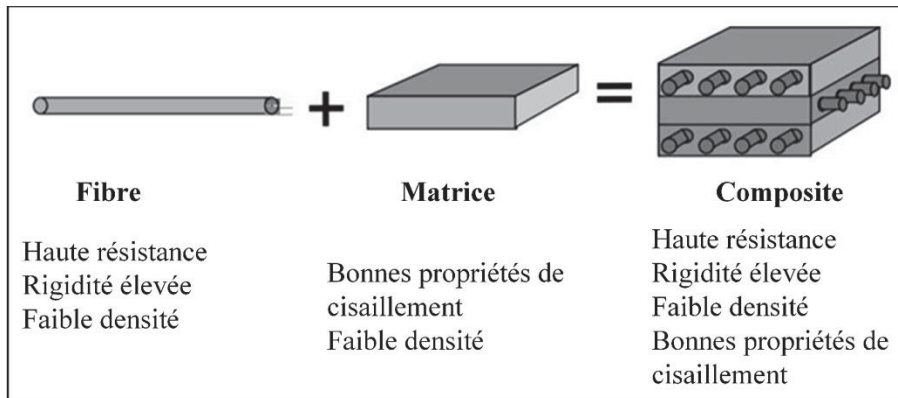 +
=
Fibre
Matrice
Composite
Haute résistance
Rigidité élevée
Faible densité
Bonnes propriétés de
cisaillement
Faible densité
Haute résistance
Rigidité élevée
Faible densité
Bonnes propriétés de
cisaillement